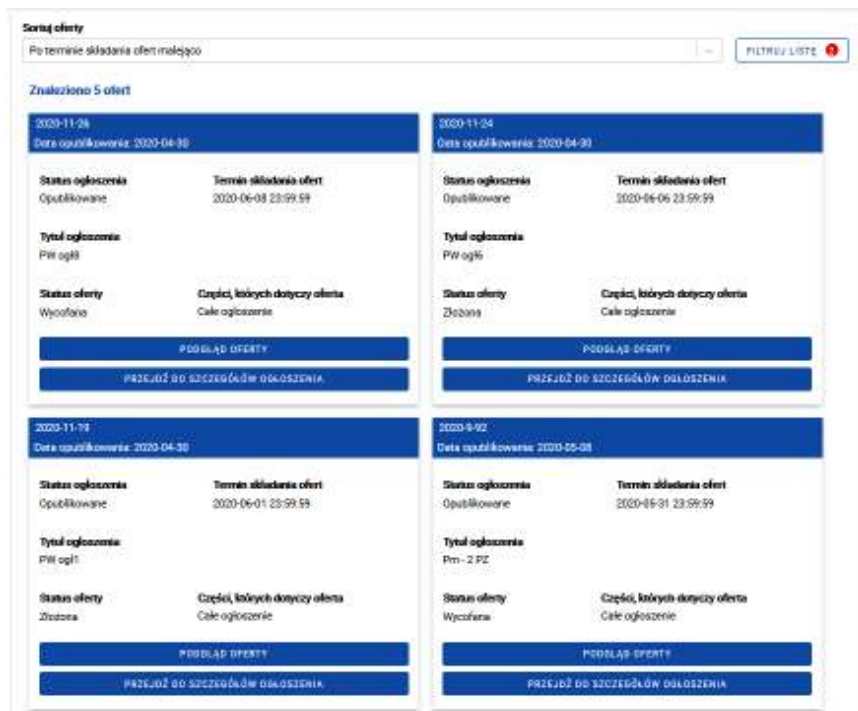 Sortuj oferty
Po terminie składania ofert malejąco
FILTRUJ LISTĘ
Znaleziono 5 ofert
2020-11-26
Data opublikowania: 2020-04-30
Status ogłoszenia Termin składania ofert
Opublikowane 2020-06-08 23:59:59
Tytuł ogłoszenia
PW ogł8
Status oferty Części, których dotyczy oferta
Wycofana Całe ogłoszenie
PODGLĄD OFERTY
PRZEJDŹ DO SZCZEGÓŁÓW OGŁOSZENIA
2020-11-24
Data opublikowania: 2020-04-30
Status ogłoszenia Termin składania ofert
Opublikowane 2020-06-06 23:59:59
Tytuł ogłoszenia
PW ogł6
Status oferty Części, których dotyczy oferta
Złożona Całe ogłoszenie
PODGLĄD OFERTY
PRZEJDŹ DO SZCZEGÓŁÓW OGŁOSZENIA
2020-11-19
Data opublikowania: 2020-04-30
Status ogłoszenia Termin składania ofert
Opublikowane 2020-06-01 23:59:59
Tytuł ogłoszenia
PW ogł1
Status oferty Części, których dotyczy oferta
Złożona Całe ogłoszenie
PODGLĄD OFERTY
PRZEJDŹ DO SZCZEGÓŁÓW OGŁOSZENIA
2020-9-92
Data opublikowania: 2020-05-08
Status ogłoszenia Termin składania ofert
Opublikowane 2020-05-31 23:59:59
Tytuł ogłoszenia
Pm - 2 PZ
Status oferty Części, których dotyczy oferta
Wycofana Całe ogłoszenie
PODGLĄD OFERTY
PRZEJDŹ DO SZCZEGÓŁÓW OGŁOSZENIA